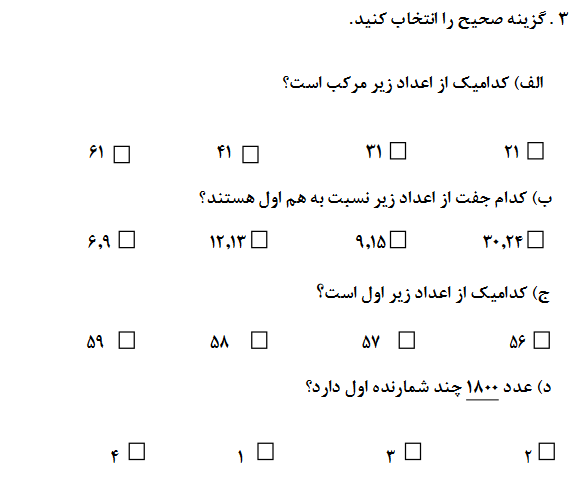 ۳ . گزینه صحیح را انتخاب کنید.
الف) کدامیک از اعداد زیر مرکب است؟
□ ۲۱ □ ۳۱ □ ۴۱ □ ۶۱
ب) کدام جفت از اعداد زیر نسبت به هم اول هستند؟
□ ۳۰,۲۴ □ ۹,۱۵ □ ۱۲,۱۳ □ ۶,۹
ج) کدامیک از اعداد زیر اول است؟
□ ۵۶ □ ۵۷ □ ۵۸ □ ۵۹
د) عدد ۱۸۰۰ چند شمارنده اول دارد؟
□ ۲ □ ۳ □ ۱ □ ۴